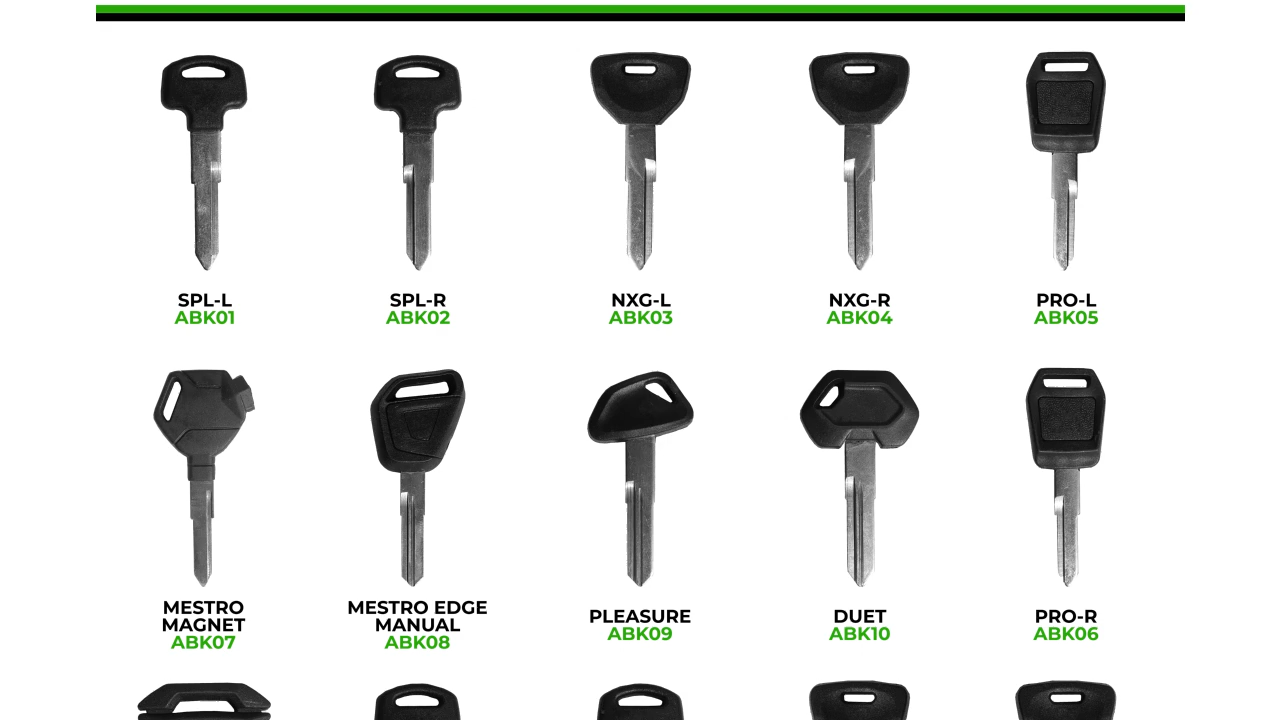 SPL-L
ABK01
SPL-R
ABK02
NXG-L
ABK03
NXG-R
ABK04
PRO-L
ABK05
MESTRO
MAGNET
ABK07
MESTRO EDGE
MANUAL
ABK08
PLEASURE
ABK09
DUET
ABK10
PRO-R
ABK06